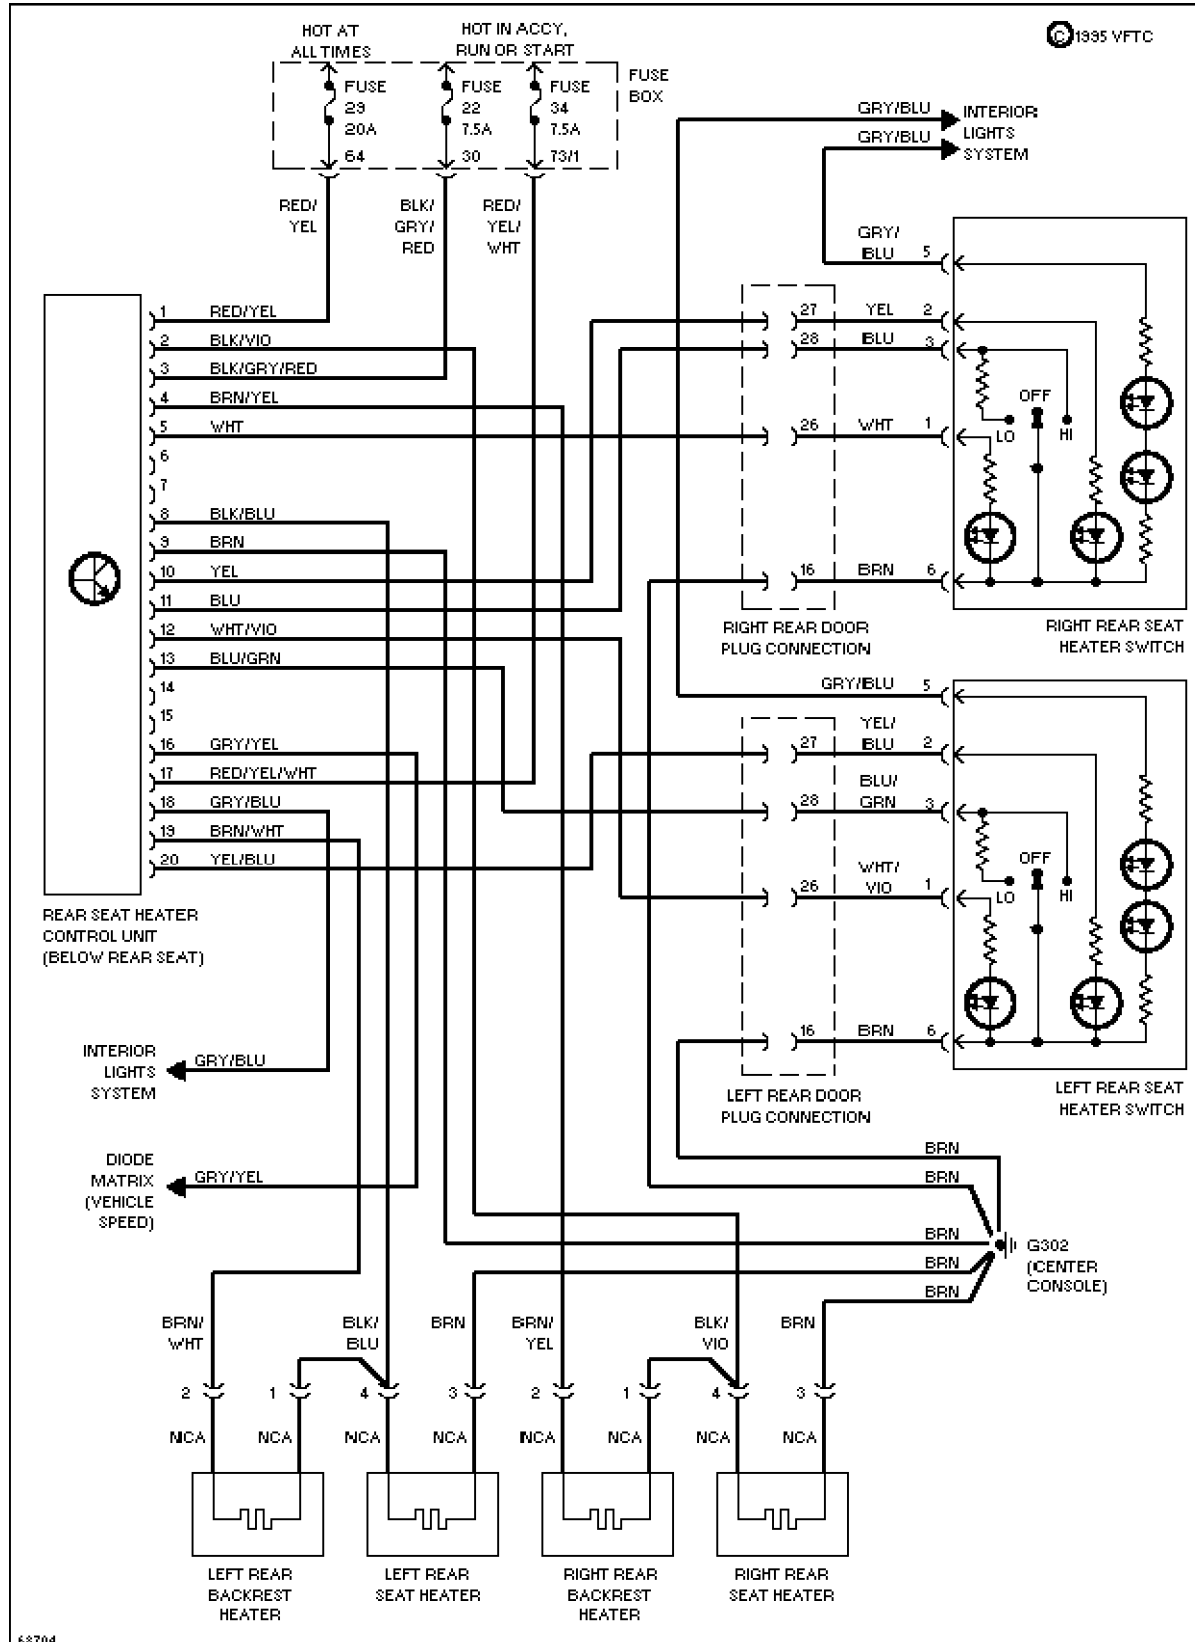 HOT AT
ALL TIMES
HOT IN ACCY,
RUN OR START
© 1995 VFTC
FUSE
29
20A
64
FUSE
22
7.5A
30
FUSE
34
7.5A
73/1
FUSE
BOX
RED/
YEL
BLK/
GRY/
RED
RED/
YEL/
WHT
GRY/BLU
GRY/BLU
INTERIOR
LIGHTS
SYSTEM
GRY/
BLU
5
1 RED/YEL
2 BLK/VIO
3 BLK/GRY/RED
4 BRN/YEL
5 WHT
6
7
8 BLK/BLU
9 BRN
10 YEL
11 BLU
12 WHT/VIO
13 BLU/GRN
14
15
16 GRY/YEL
17 RED/YEL/WHT
18 GRY/BLU
19 BRN/WHT
20 YEL/BLU
REAR SEAT HEATER
CONTROL UNIT
(BELOW REAR SEAT)
27 YEL 2
28 BLU 3
26 WHT 1
16 BRN 6
OFF
LO
HI
RIGHT REAR DOOR
PLUG CONNECTION
RIGHT REAR SEAT
HEATER SWITCH
GRY/BLU 5
YEL/
27 BLU 2
BLU/
28 GRN 3
WHT/
26 VIO 1
16 BRN 6
OFF
LO
HI
LEFT REAR DOOR
PLUG CONNECTION
LEFT REAR SEAT
HEATER SWITCH
INTERIOR
LIGHTS
SYSTEM
GRY/BLU
DIODE
MATRIX
(VEHICLE
SPEED)
GRY/YEL
BRN
BRN
BRN
BRN
BRN
G302
(CENTER
CONSOLE)
BRN/
WHT
BLK/
BLU
BRN
BRN/
YEL
BLK/
VIO
BRN
2 1 4 3 2 1 4 3
NCA NCA NCA NCA NCA NCA NCA NCA
LEFT REAR
BACKREST
HEATER
LEFT REAR
SEAT HEATER
RIGHT REAR
BACKREST
HEATER
RIGHT REAR
SEAT HEATER